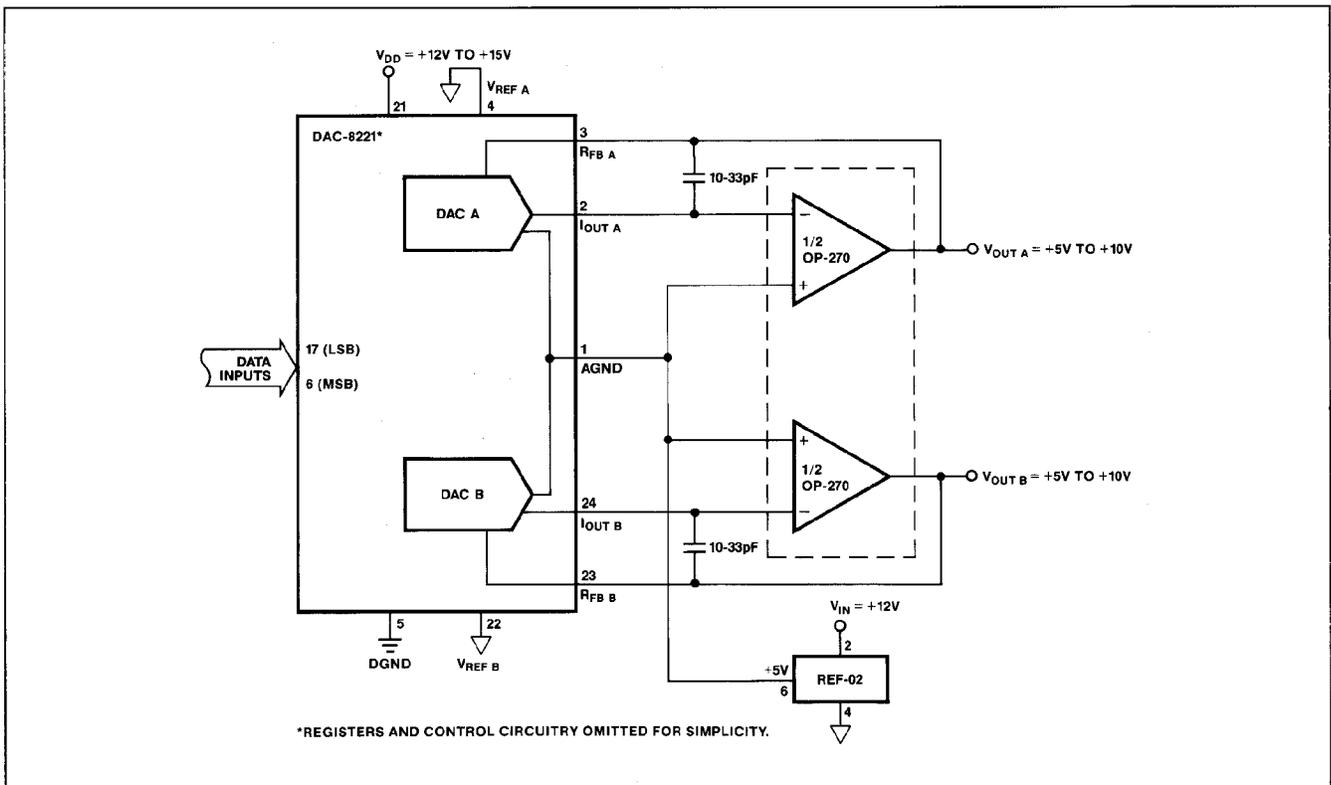 V_DD = +12V TO +15V
V_REF A
21
4
DAC-8221*
3
R_FB A
10-33pF
DAC A
2
I_OUT A
−
1/2
OP-270
+
V_OUT A = +5V TO +10V
DATA
INPUTS
17 (LSB)
6 (MSB)
1
AGND
+
1/2
OP-270
−
V_OUT B = +5V TO +10V
DAC B
24
I_OUT B
10-33pF
23
R_FB B
5
DGND
22
V_REF B
V_IN = +12V
2
+5V
6
REF-02
4
*REGISTERS AND CONTROL CIRCUITRY OMITTED FOR SIMPLICITY.